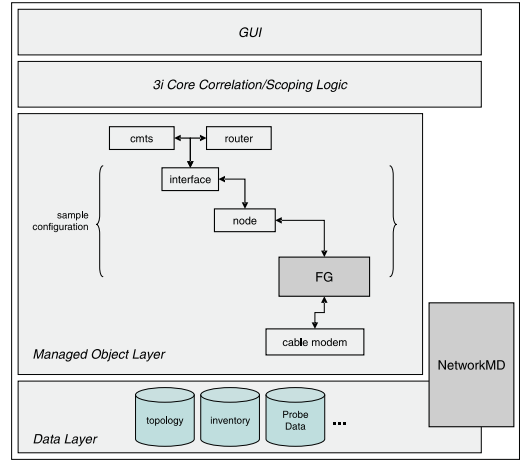 GUI
3i Core Correlation/Scoping Logic
cmts
router
interface
sample
configuration
node
FG
cable modem
Managed Object Layer
NetworkMD
topology
inventory
Probe
Data
...
Data Layer